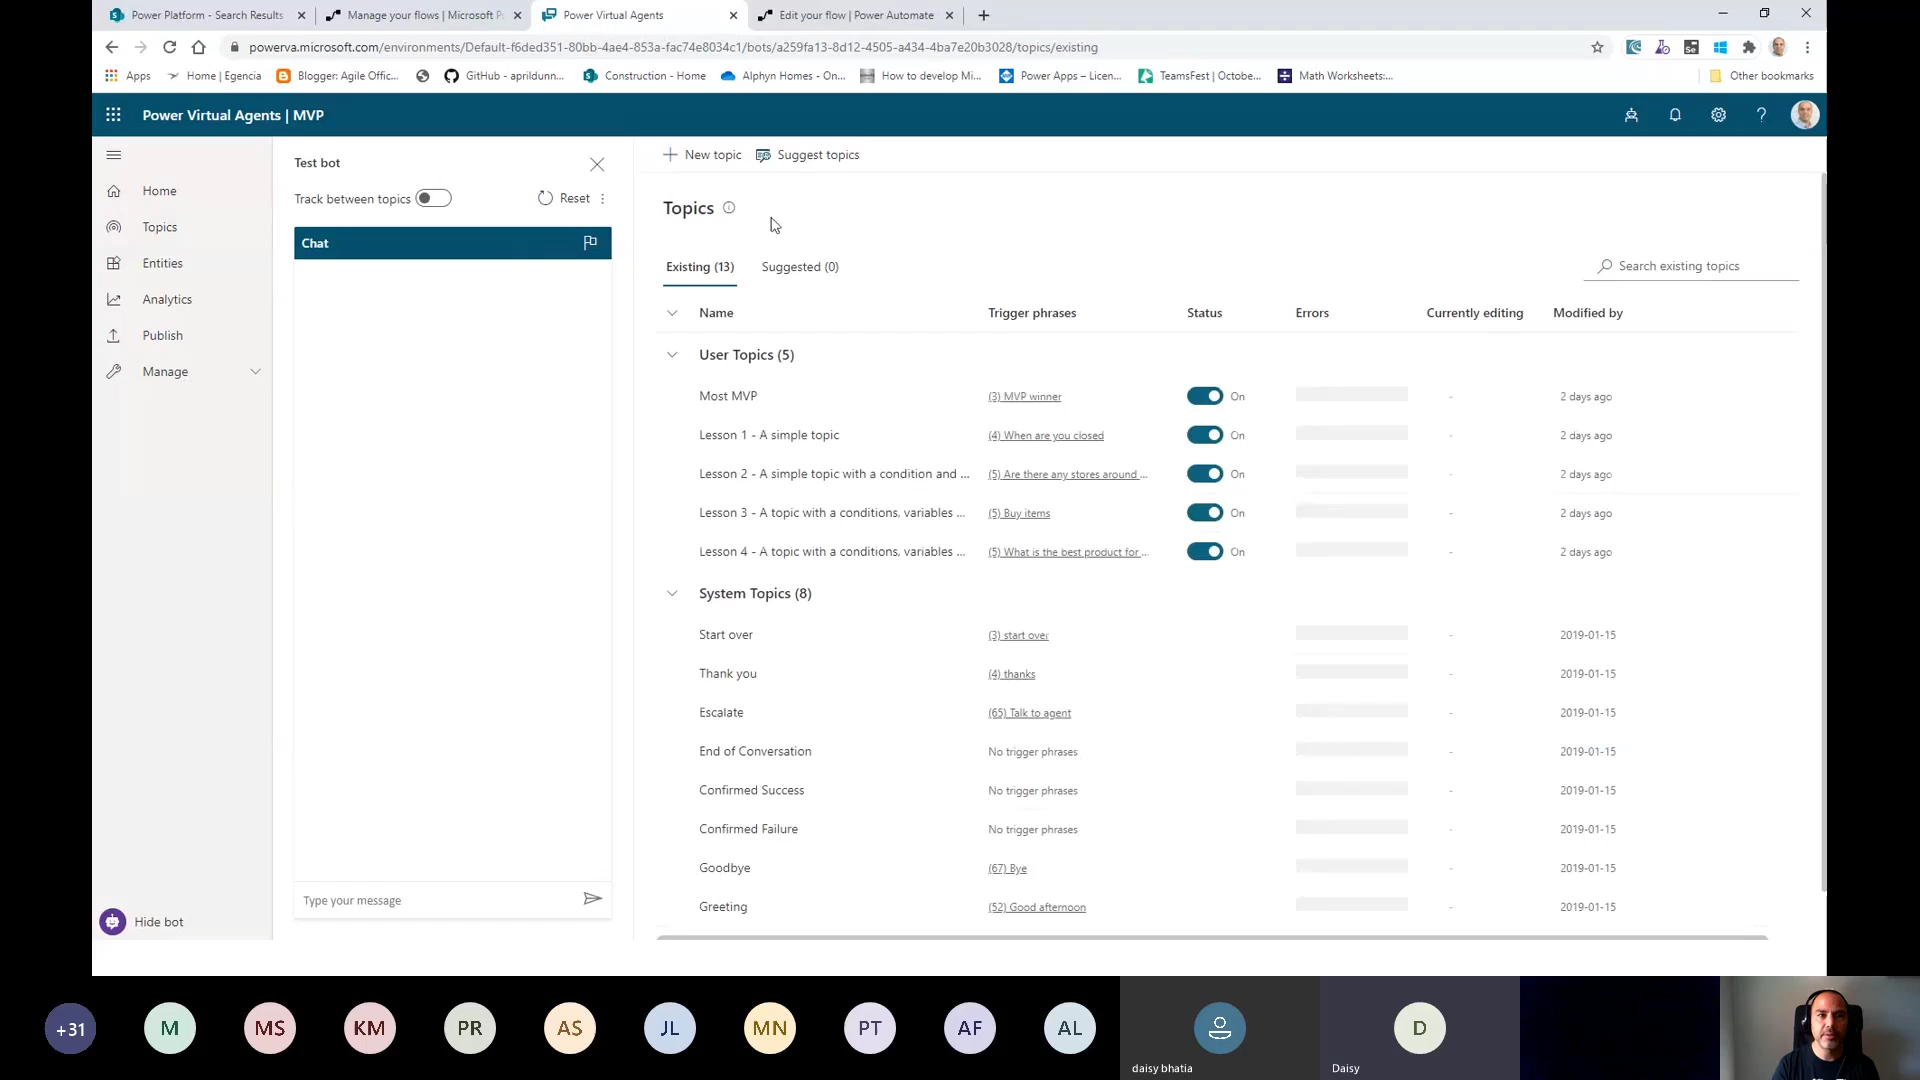 Power Platform - Search Results
Manage your flows | Microsoft P
Power Virtual Agents
Edit your flow | Power Automate
powerva.microsoft.com/environments/Default-f6ded351-80bb-4ae4-853a-fac74e8034c1/bots/a259fa13-8d12-4505-a434-4ba7e20b3028/topics/existing
Apps
Home | Egencia
Blogger: Agile Offic...
GitHub - aprildunn...
Construction - Home
Alphyn Homes - On...
How to develop Mi...
Power Apps – Licen...
TeamsFest | Octobe...
Math Worksheets:...
Other bookmarks
Power Virtual Agents | MVP
Home
Topics
Entities
Analytics
Publish
Manage
Hide bot
Test bot
Track between topics
Reset
Chat
Type your message
New topic
Suggest topics
Topics
Existing (13)
Suggested (0)
Search existing topics
Name Trigger phrases Status Errors Currently editing Modified by
User Topics (5)
Most MVP (3) MVP winner On - 2 days ago
Lesson 1 - A simple topic (4) When are you closed On - 2 days ago
Lesson 2 - A simple topic with a condition and ... (5) Are there any stores around ... On - 2 days ago
Lesson 3 - A topic with a conditions, variables ... (5) Buy items On - 2 days ago
Lesson 4 - A topic with a conditions, variables ... (5) What is the best product for ... On - 2 days ago
System Topics (8)
Start over (3) start over - 2019-01-15
Thank you (4) thanks - 2019-01-15
Escalate (65) Talk to agent - 2019-01-15
End of Conversation No trigger phrases - 2019-01-15
Confirmed Success No trigger phrases - 2019-01-15
Confirmed Failure No trigger phrases - 2019-01-15
Goodbye (67) Bye - 2019-01-15
Greeting (52) Good afternoon - 2019-01-15
+31
M
MS
KM
PR
AS
JL
MN
PT
AF
AL
daisy bhatia
D
Daisy